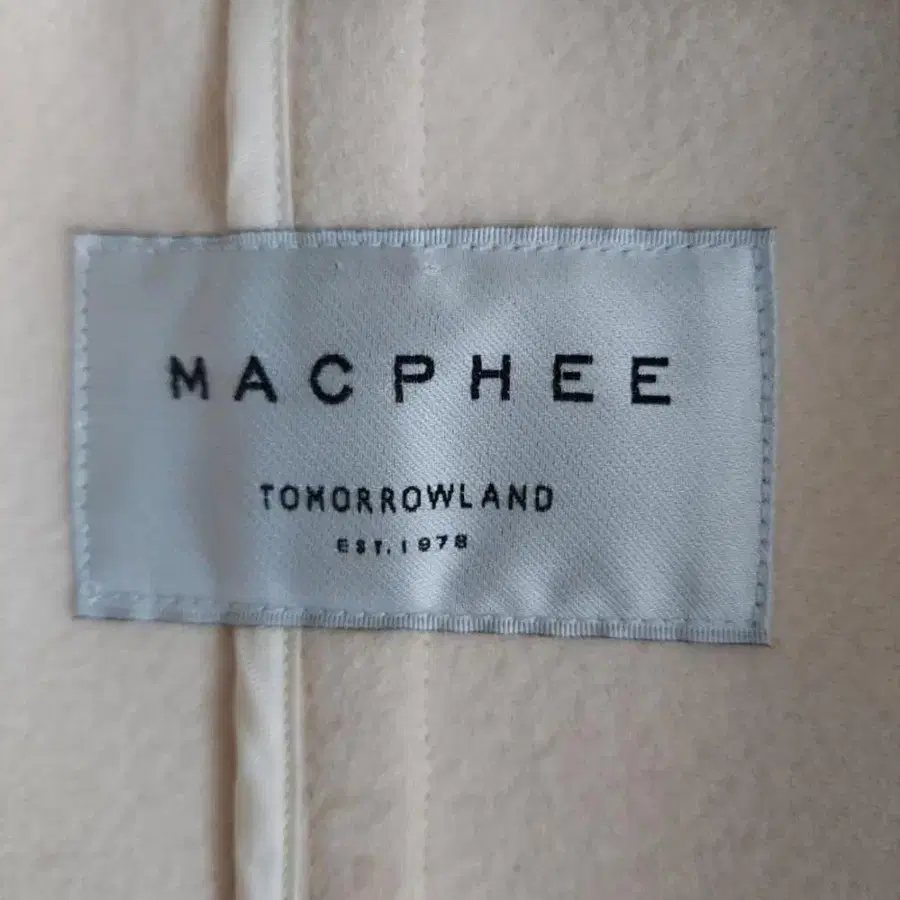 MACPHEE
TOMORROWLAND
EST. 1978